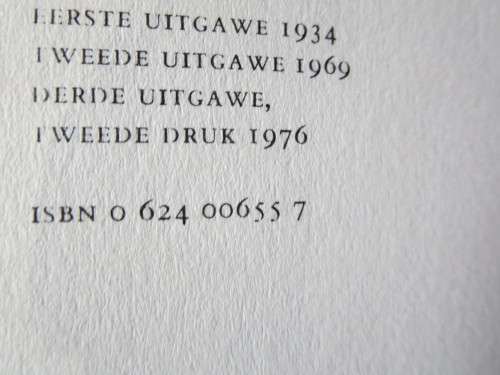 EERSTE UITGAWE 1934
TWEEDE UITGAWE 1969
DERDE UITGAWE,
TWEEDE DRUK 1976
ISBN 0 624 00655 7